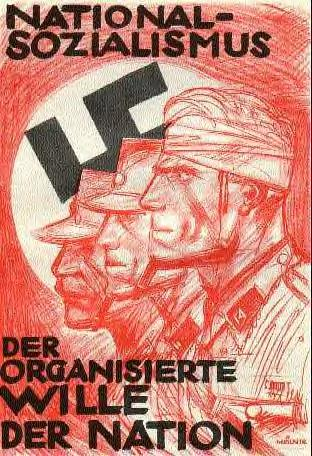 NATIONAL-
SOZIALISMUS
DER
ORGANISIERTE
WILLE
DER NATION